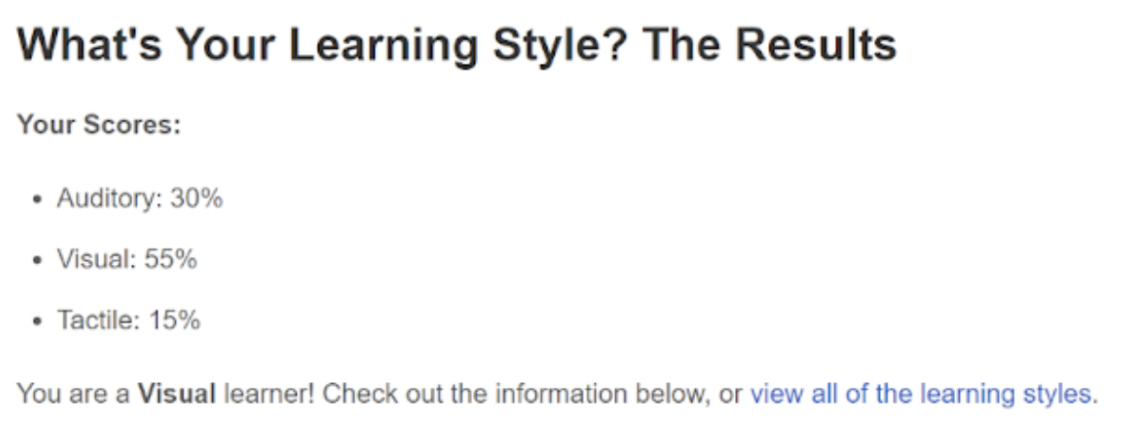 What's Your Learning Style? The Results
Your Scores:
• Auditory: 30%
• Visual: 55%
• Tactile: 15%
You are a Visual learner! Check out the information below, or view all of the learning styles.